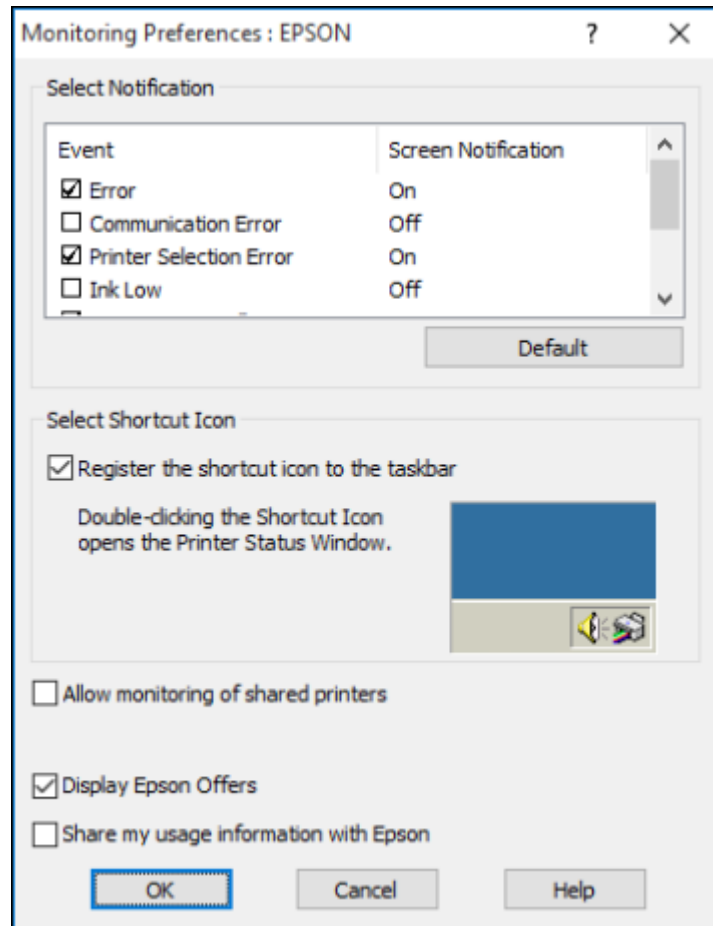 Monitoring Preferences : EPSON ?
Select Notification
Event Screen Notification
Error On
Communication Error Off
Printer Selection Error On
Ink Low Off
Default
Select Shortcut Icon
Register the shortcut icon to the taskbar
Double-clicking the Shortcut Icon
opens the Printer Status Window.
Allow monitoring of shared printers
Display Epson Offers
Share my usage information with Epson
OK Cancel Help